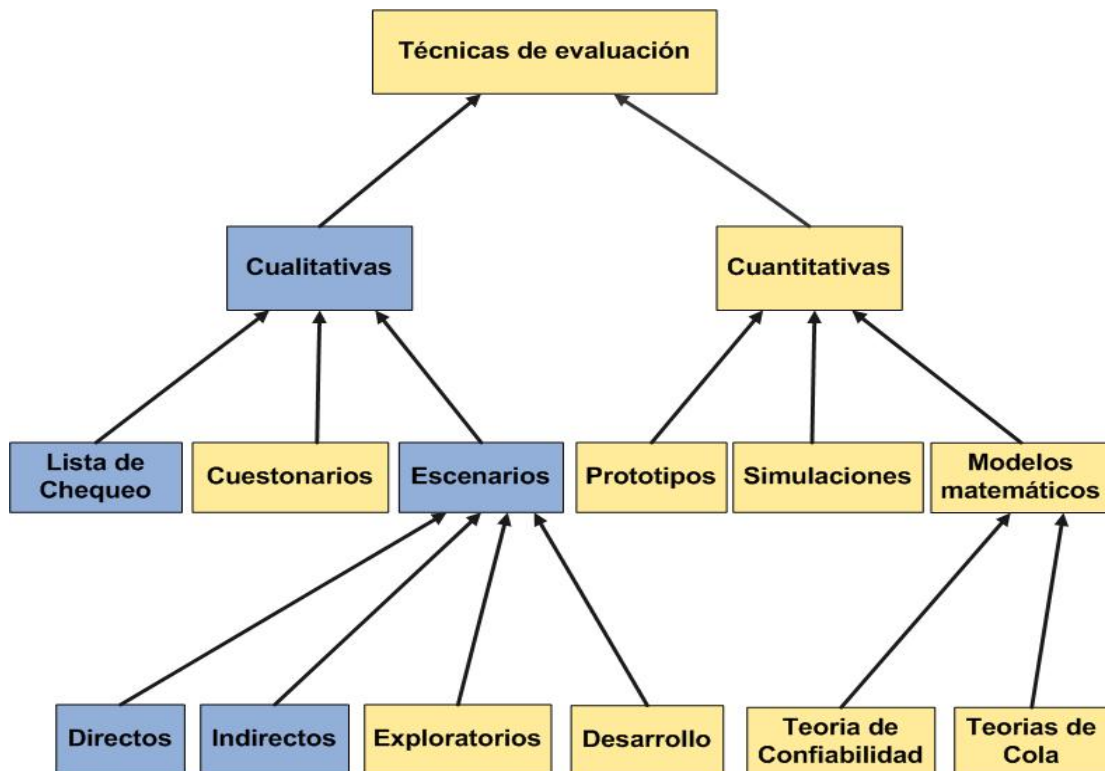 Técnicas de evaluación
Cualitativas
Cuantitativas
Lista de
Chequeo
Cuestonarios
Escenarios
Prototipos
Simulaciones
Modelos
matemáticos
Directos
Indirectos
Exploratorios
Desarrollo
Teoria de
Confiabilidad
Teorias de
Cola